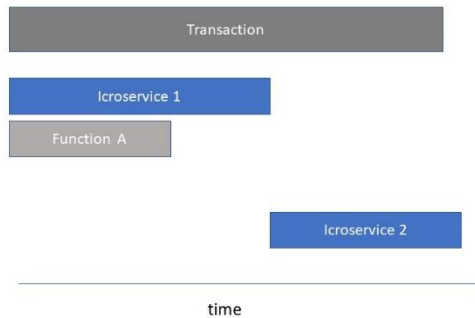 Transaction
Icroservice 1
Function A
Icroservice 2
time